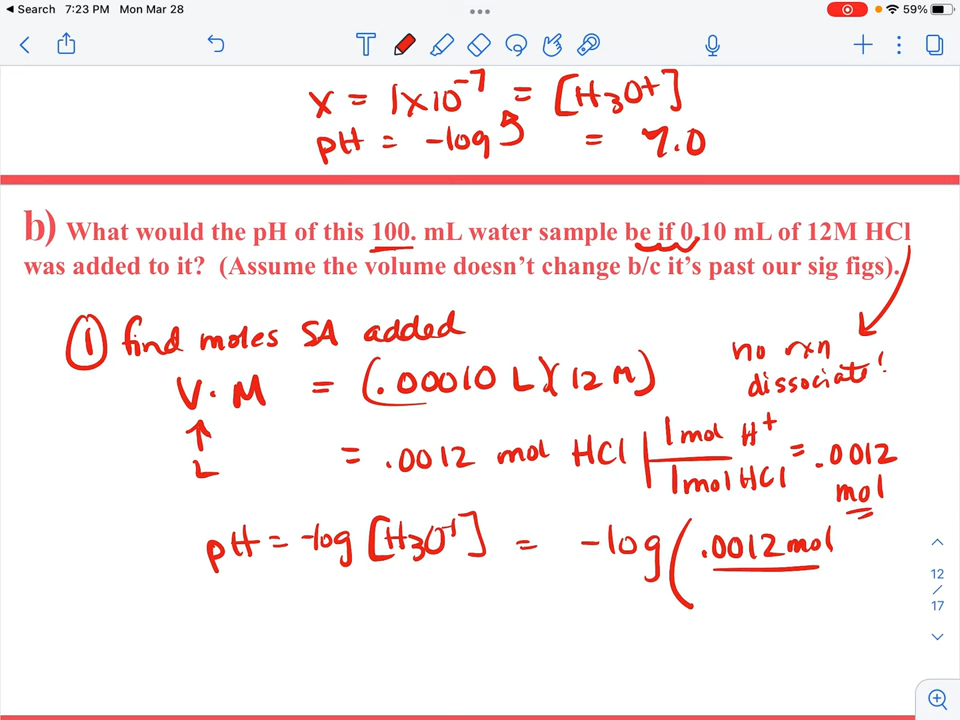 Search 7:23 PM Mon Mar 28 59%
x = 1x10⁻⁷ = [H₃O+]
pH = -log = 7.0
b) What would the pH of this 100. mL water sample be if 0.10 mL of 12M HCl
was added to it? (Assume the volume doesn't change b/c it's past our sig figs).
① find moles SA added
no rxn
dissociate!
V. M = (.00010 L)(12 M)
L
= .0012 mol HCl | 1 mol H⁺ / 1 mol HCl = .0012
mol
pH = -log [H₃O⁺] = -log ( .0012 mol
12
/
17